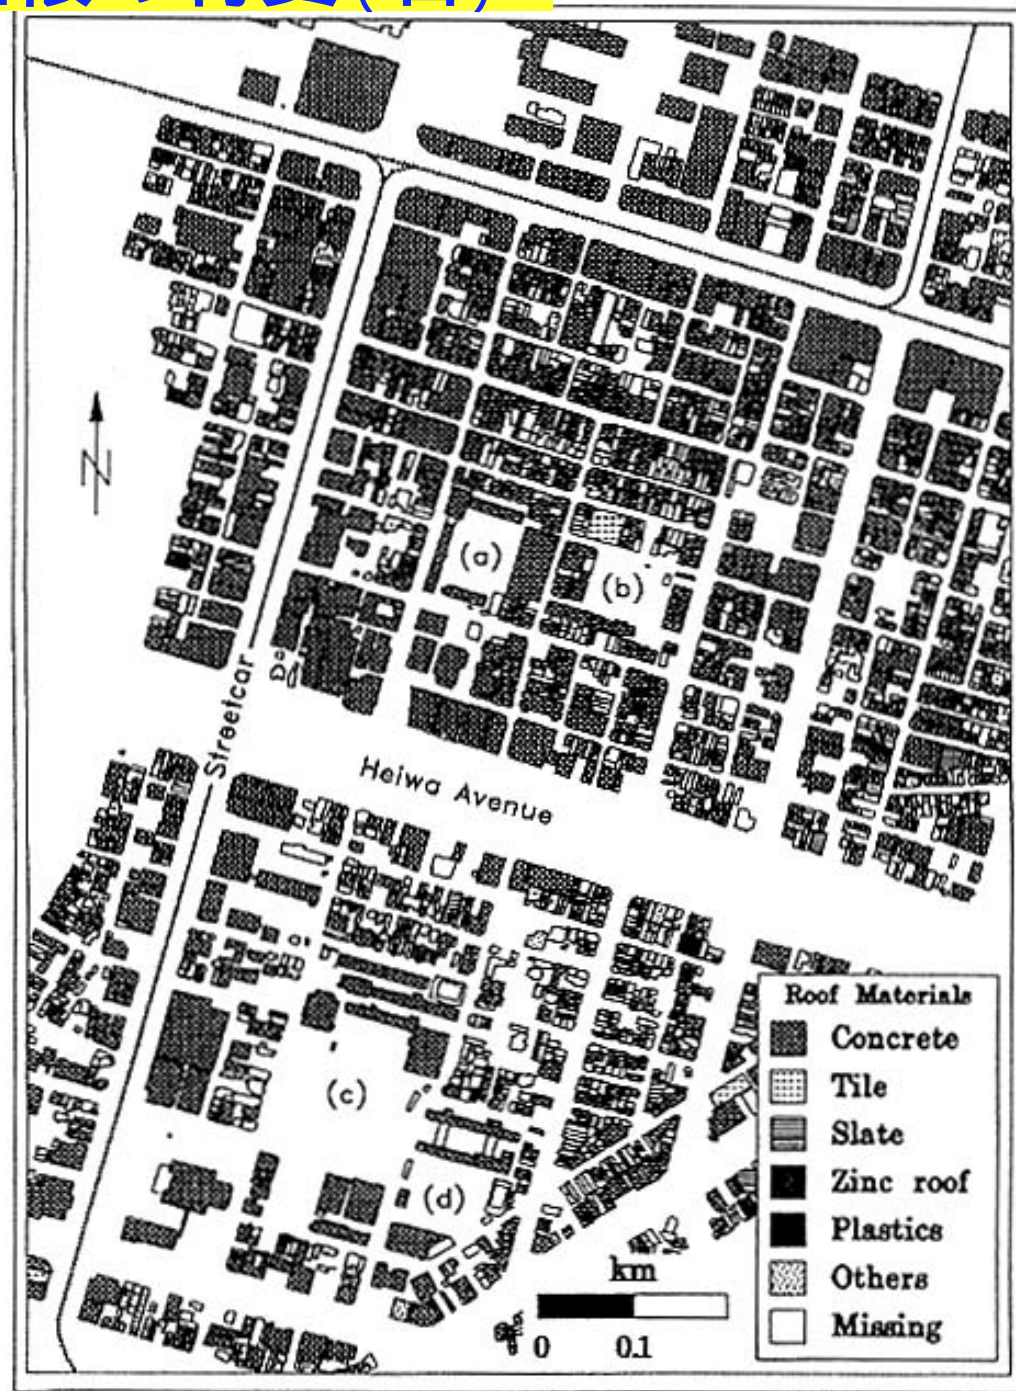 (a)
(b)
Streetcar
Heiwa Avenue
(c)
(d)
N
Roof Materials
Concrete
Tile
Slate
Zinc roof
Plastics
Others
Missing
km
0 0.1